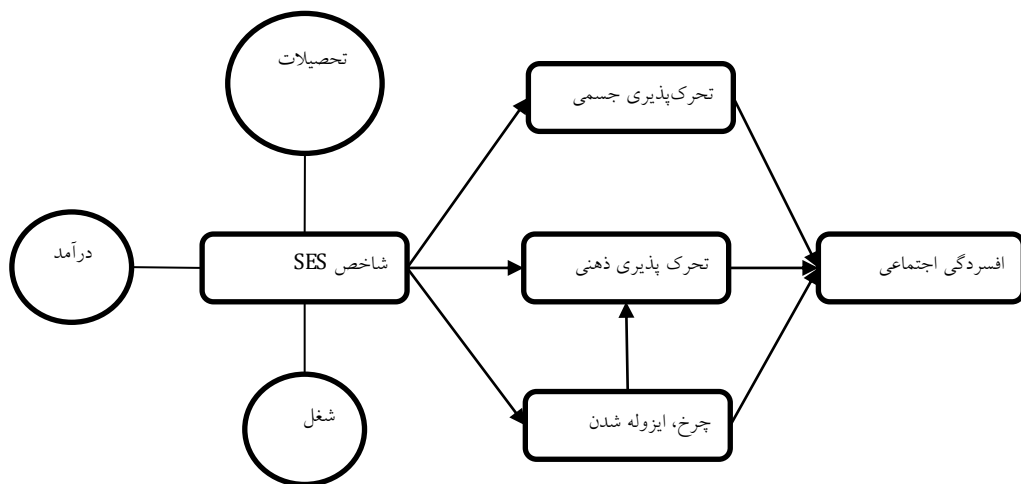 تحصیلات
تحرک‌پذیری جسمی
درآمد
شاخص SES
تحرک پذیری ذهنی
افسردگی اجتماعی
شغل
چرخ، ایزوله شدن